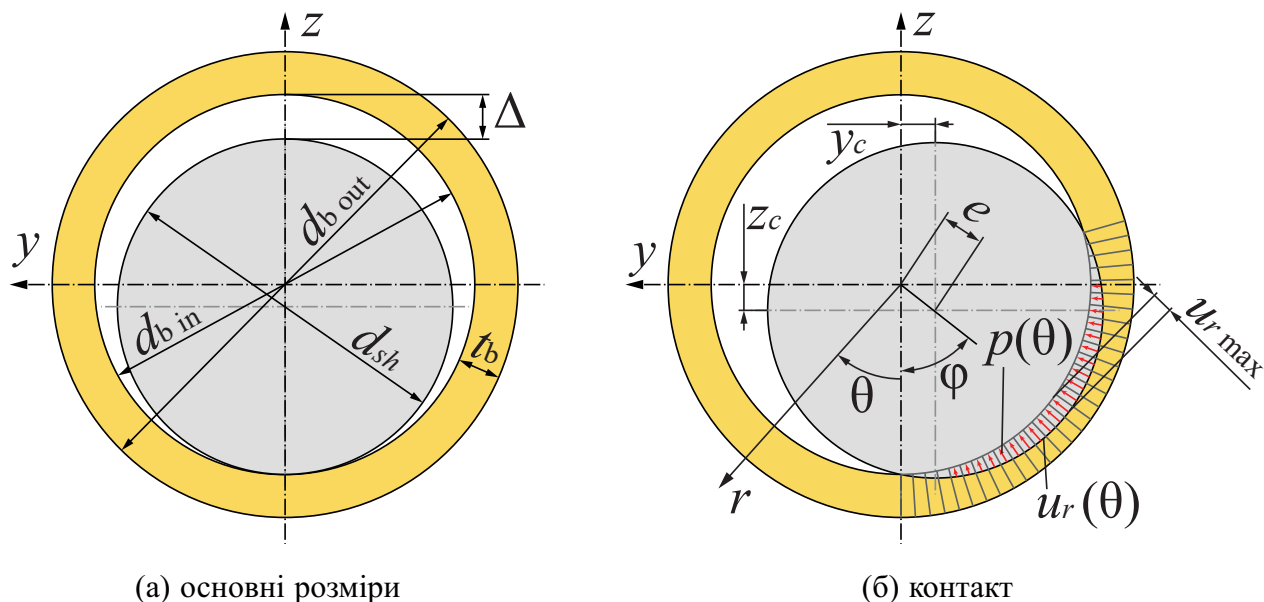 z
Δ
y
d_b out
d_b in
d_sh
t_b
(а) основні розміри
z
y_c
e
z_c
y
u_r max
p(θ)
φ
θ
r
u_r(θ)
(б) контакт